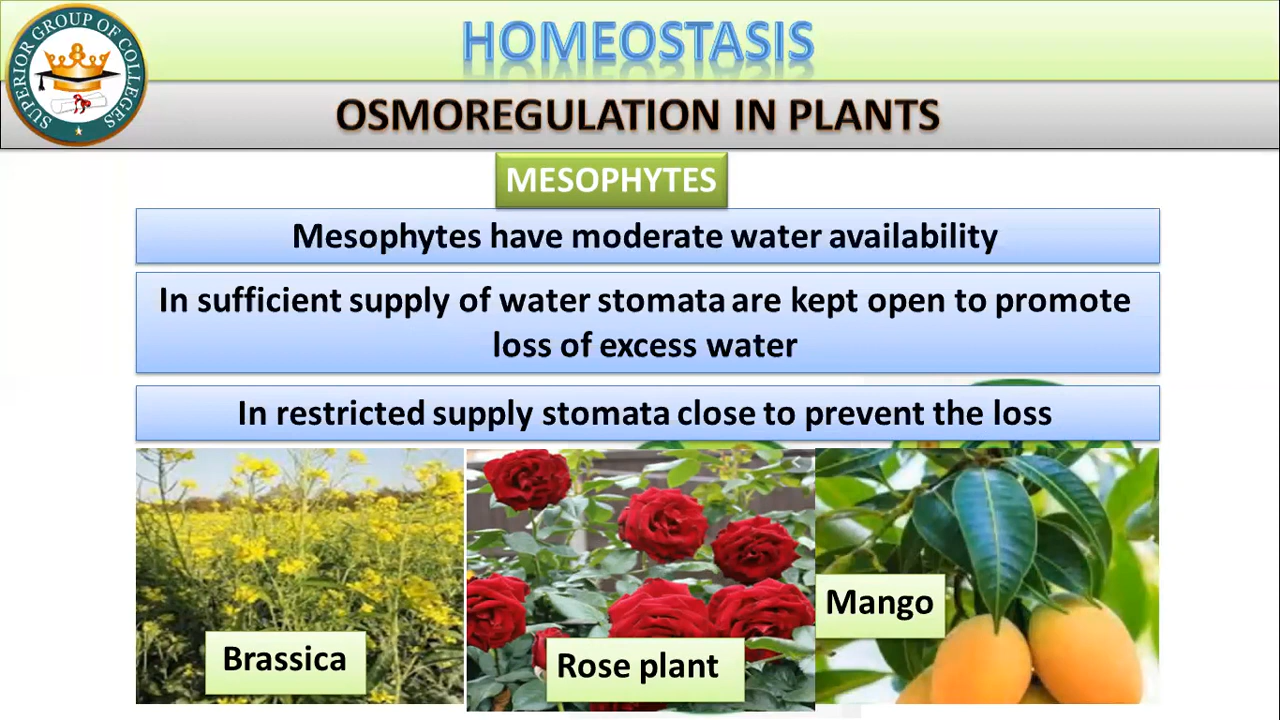 SUPERIOR GROUP OF COLLEGES
HOMEOSTASIS
OSMOREGULATION IN PLANTS
MESOPHYTES
Mesophytes have moderate water availability
In sufficient supply of water stomata are kept open to promote
loss of excess water
In restricted supply stomata close to prevent the loss
Brassica
Rose plant
Mango